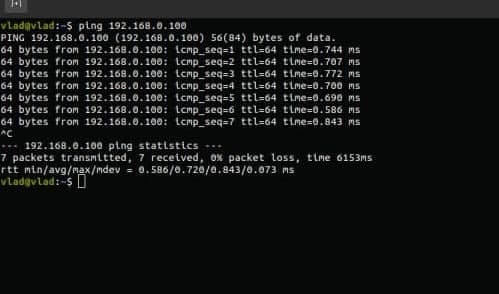 vlad@vlad:~$ ping 192.168.0.100
PING 192.168.0.100 (192.168.0.100) 56(84) bytes of data.
64 bytes from 192.168.0.100: icmp_seq=1 ttl=64 time=0.744 ms
64 bytes from 192.168.0.100: icmp_seq=2 ttl=64 time=0.707 ms
64 bytes from 192.168.0.100: icmp_seq=3 ttl=64 time=0.772 ms
64 bytes from 192.168.0.100: icmp_seq=4 ttl=64 time=0.700 ms
64 bytes from 192.168.0.100: icmp_seq=5 ttl=64 time=0.690 ms
64 bytes from 192.168.0.100: icmp_seq=6 ttl=64 time=0.586 ms
64 bytes from 192.168.0.100: icmp_seq=7 ttl=64 time=0.843 ms
^C
--- 192.168.0.100 ping statistics ---
7 packets transmitted, 7 received, 0% packet loss, time 6153ms
rtt min/avg/max/mdev = 0.586/0.720/0.843/0.073 ms
vlad@vlad:~$